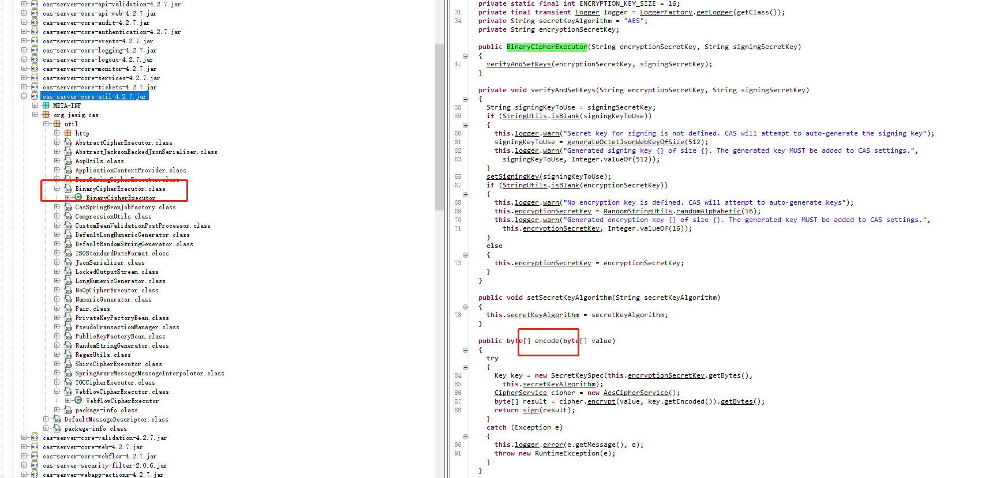 cas-server-core-api-validation-4.2.7.jar
cas-server-core-api-web-4.2.7.jar
cas-server-core-audit-4.2.7.jar
cas-server-core-authentication-4.2.7.jar
cas-server-core-events-4.2.7.jar
cas-server-core-logging-4.2.7.jar
cas-server-core-logout-4.2.7.jar
cas-server-core-monitor-4.2.7.jar
cas-server-core-services-4.2.7.jar
cas-server-core-tickets-4.2.7.jar
cas-server-core-util-4.2.7.jar
META-INF
org.jasig.cas
util
http
AbstractCipherExecutor.class
AbstractJacksonBackedJsonSerializer.class
AopUtils.class
ApplicationContextProvider.class
BaseStringCipherExecutor.class
BinaryCipherExecutor.class
BinaryCipherExecutor
CasSpringBeanJobFactory.class
CompressionUtils.class
CustomBeanValidationPostProcessor.class
DefaultLongNumericGenerator.class
DefaultRandomStringGenerator.class
ISOStandardDateFormat.class
JsonSerializer.class
LockedOutputStream.class
LongNumericGenerator.class
NoOpCipherExecutor.class
NumericGenerator.class
Pair.class
PrivateKeyFactoryBean.class
PseudoTransactionManager.class
PublicKeyFactoryBean.class
RandomStringGenerator.class
RegexUtils.class
ShiroCipherExecutor.class
SpringAwareMessageMessageInterpolator.class
TGCCipherExecutor.class
WebflowCipherExecutor.class
WebflowCipherExecutor
package-info.class
DefaultMessageDescriptor.class
package-info.class
cas-server-core-validation-4.2.7.jar
cas-server-core-web-4.2.7.jar
cas-server-core-webflow-4.2.7.jar
cas-server-security-filter-2.0.6.jar
cas-server-webapp-actions-4.2.7.jar
private static final int ENCRYPTION_KEY_SIZE = 16;
31 private final transient Logger logger = LoggerFactory.getLogger(getClass());
34 private String secretKeyAlgorithm = "AES";
private String encryptionSecretKey;
public BinaryCipherExecutor(String encryptionSecretKey, String signingSecretKey)
{
47 verifyAndSetKeys(encryptionSecretKey, signingSecretKey);
}
private void verifyAndSetKeys(String encryptionSecretKey, String signingSecretKey)
{
58 String signingKeyToUse = signingSecretKey;
59 if (StringUtils.isBlank(signingKeyToUse))
{
60 this.logger.warn("Secret key for signing is not defined. CAS will attempt to auto-generate the signing key");
61 signingKeyToUse = generateOctetJsonWebKeyOfSize(512);
62 this.logger.warn("Generated signing key {} of size {}. The generated key MUST be added to CAS settings.",
63 signingKeyToUse, Integer.valueOf(512));
}
65 setSigningKey(signingKeyToUse);
67 if (StringUtils.isBlank(encryptionSecretKey))
{
68 this.logger.warn("No encryption key is defined. CAS will attempt to auto-generate keys");
69 this.encryptionSecretKey = RandomStringUtils.randomAlphabetic(16);
70 this.logger.warn("Generated encryption key {} of size {}. The generated key MUST be added to CAS settings.",
71 this.encryptionSecretKey, Integer.valueOf(16));
}
else
{
73 this.encryptionSecretKey = encryptionSecretKey;
}
}
public void setSecretKeyAlgorithm(String secretKeyAlgorithm)
{
78 this.secretKeyAlgorithm = secretKeyAlgorithm;
}
public byte[] encode(byte[] value)
{
try
{
84 Key key = new SecretKeySpec(this.encryptionSecretKey.getBytes(),
85 this.secretKeyAlgorithm);
86 CipherService cipher = new AesCipherService();
87 byte[] result = cipher.encrypt(value, key.getEncoded()).getBytes();
88 return sign(result);
}
catch (Exception e)
{
90 this.logger.error(e.getMessage(), e);
91 throw new RuntimeException(e);
}
}